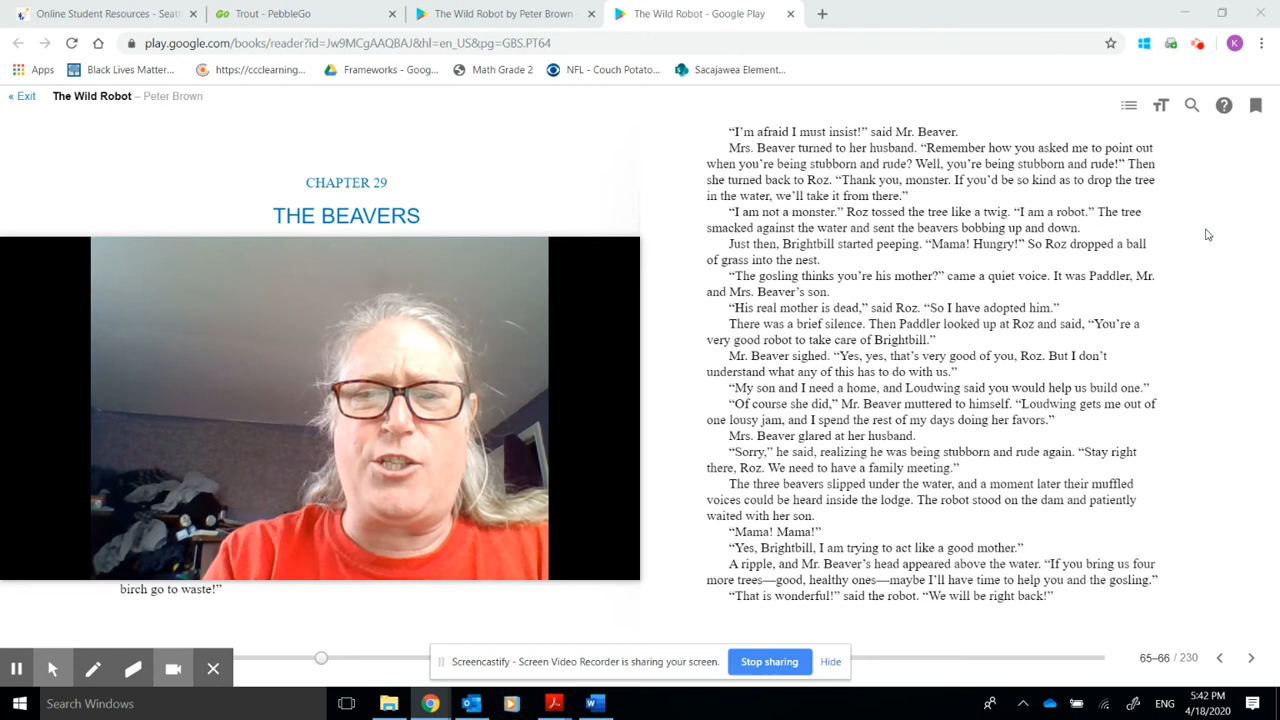 Online Student Resources - Seatt
Trout - PebbleGo
The Wild Robot by Peter Brown -
The Wild Robot - Google Play
play.google.com/books/reader?id=Jw9MCgAAQBAJ&hl=en_US&pg=GBS.PT64
K
Apps
Black Lives Matter...
https://ccclearning...
Frameworks - Goog...
Math Grade 2
NFL - Couch Potato...
Sacajawea Element...
« Exit
The Wild Robot – Peter Brown
CHAPTER 29
THE BEAVERS
birch go to waste!”
“I’m afraid I must insist!” said Mr. Beaver.
Mrs. Beaver turned to her husband. “Remember how you asked me to point out
when you’re being stubborn and rude? Well, you’re being stubborn and rude!” Then
she turned back to Roz. “Thank you, monster. If you’d be so kind as to drop the tree
in the water, we’ll take it from there.”
“I am not a monster.” Roz tossed the tree like a twig. “I am a robot.” The tree
smacked against the water and sent the beavers bobbing up and down.
Just then, Brightbill started peeping. “Mama! Hungry!” So Roz dropped a ball
of grass into the nest.
“The gosling thinks you’re his mother?” came a quiet voice. It was Paddler, Mr.
and Mrs. Beaver’s son.
“His real mother is dead,” said Roz. “So I have adopted him.”
There was a brief silence. Then Paddler looked up at Roz and said, “You’re a
very good robot to take care of Brightbill.”
Mr. Beaver sighed. “Yes, yes, that’s very good of you, Roz. But I don’t
understand what any of this has to do with us.”
“My son and I need a home, and Loudwing said you would help us build one.”
“Of course she did,” Mr. Beaver muttered to himself. “Loudwing gets me out of
one lousy jam, and I spend the rest of my days doing her favors.”
Mrs. Beaver glared at her husband.
“Sorry,” he said, realizing he was being stubborn and rude again. “Stay right
there, Roz. We need to have a family meeting.”
The three beavers slipped under the water, and a moment later their muffled
voices could be heard inside the lodge. The robot stood on the dam and patiently
waited with her son.
“Mama! Mama!”
“Yes, Brightbill, I am trying to act like a good mother.”
A ripple, and Mr. Beaver’s head appeared above the water. “If you bring us four
more trees—good, healthy ones—maybe I’ll have time to help you and the gosling.”
“That is wonderful!” said the robot. “We will be right back!”
Screencastify - Screen Video Recorder is sharing your screen.
Stop sharing
Hide
65–66 / 230
Search Windows
ENG
5:42 PM
4/18/2020